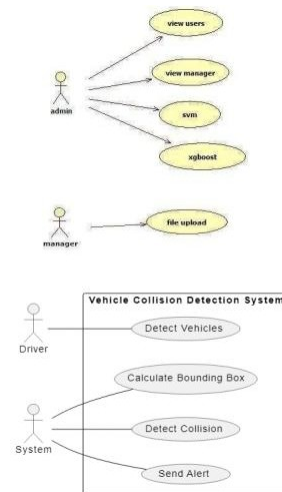 view users
view manager
admin
svm
xgboost
file upload
manager
Vehicle Collision Detection System
Detect Vehicles
Driver
Calculate Bounding Box
Detect Collision
System
Send Alert